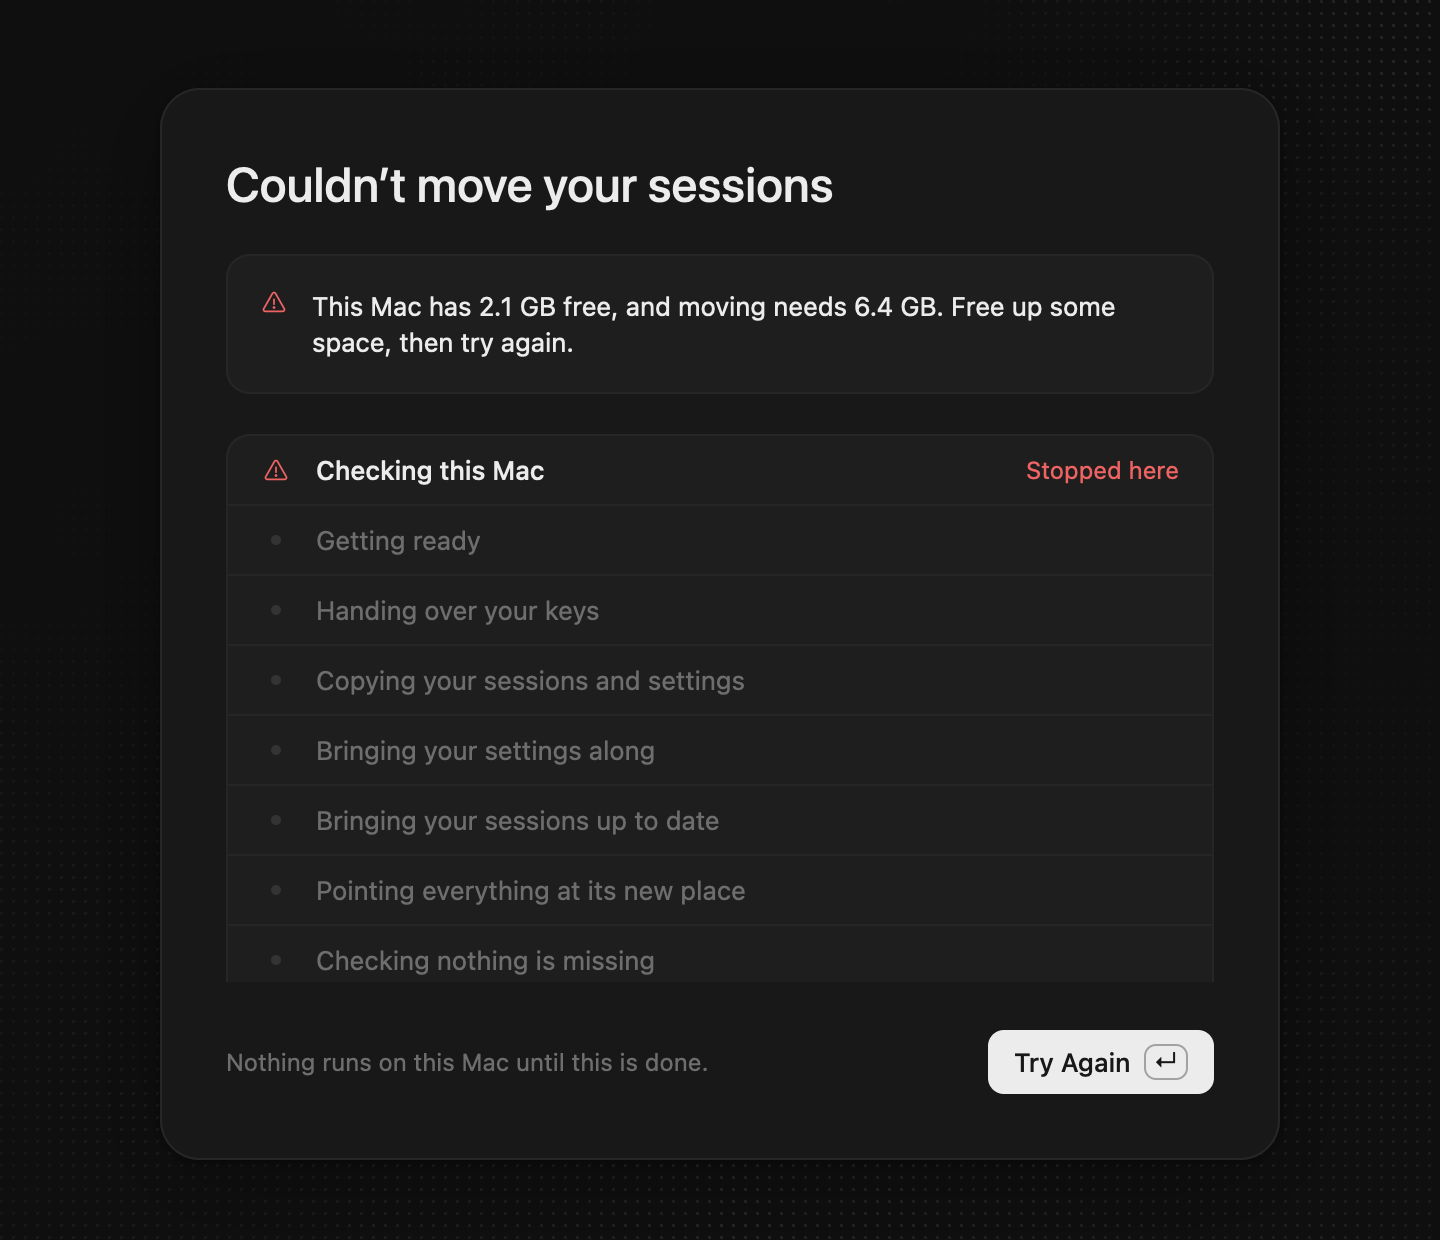 Couldn’t move your sessions
This Mac has 2.1 GB free, and moving needs 6.4 GB. Free up some
space, then try again.
Checking this Mac
Stopped here
Getting ready
Handing over your keys
Copying your sessions and settings
Bringing your settings along
Bringing your sessions up to date
Pointing everything at its new place
Checking nothing is missing
Nothing runs on this Mac until this is done.
Try Again